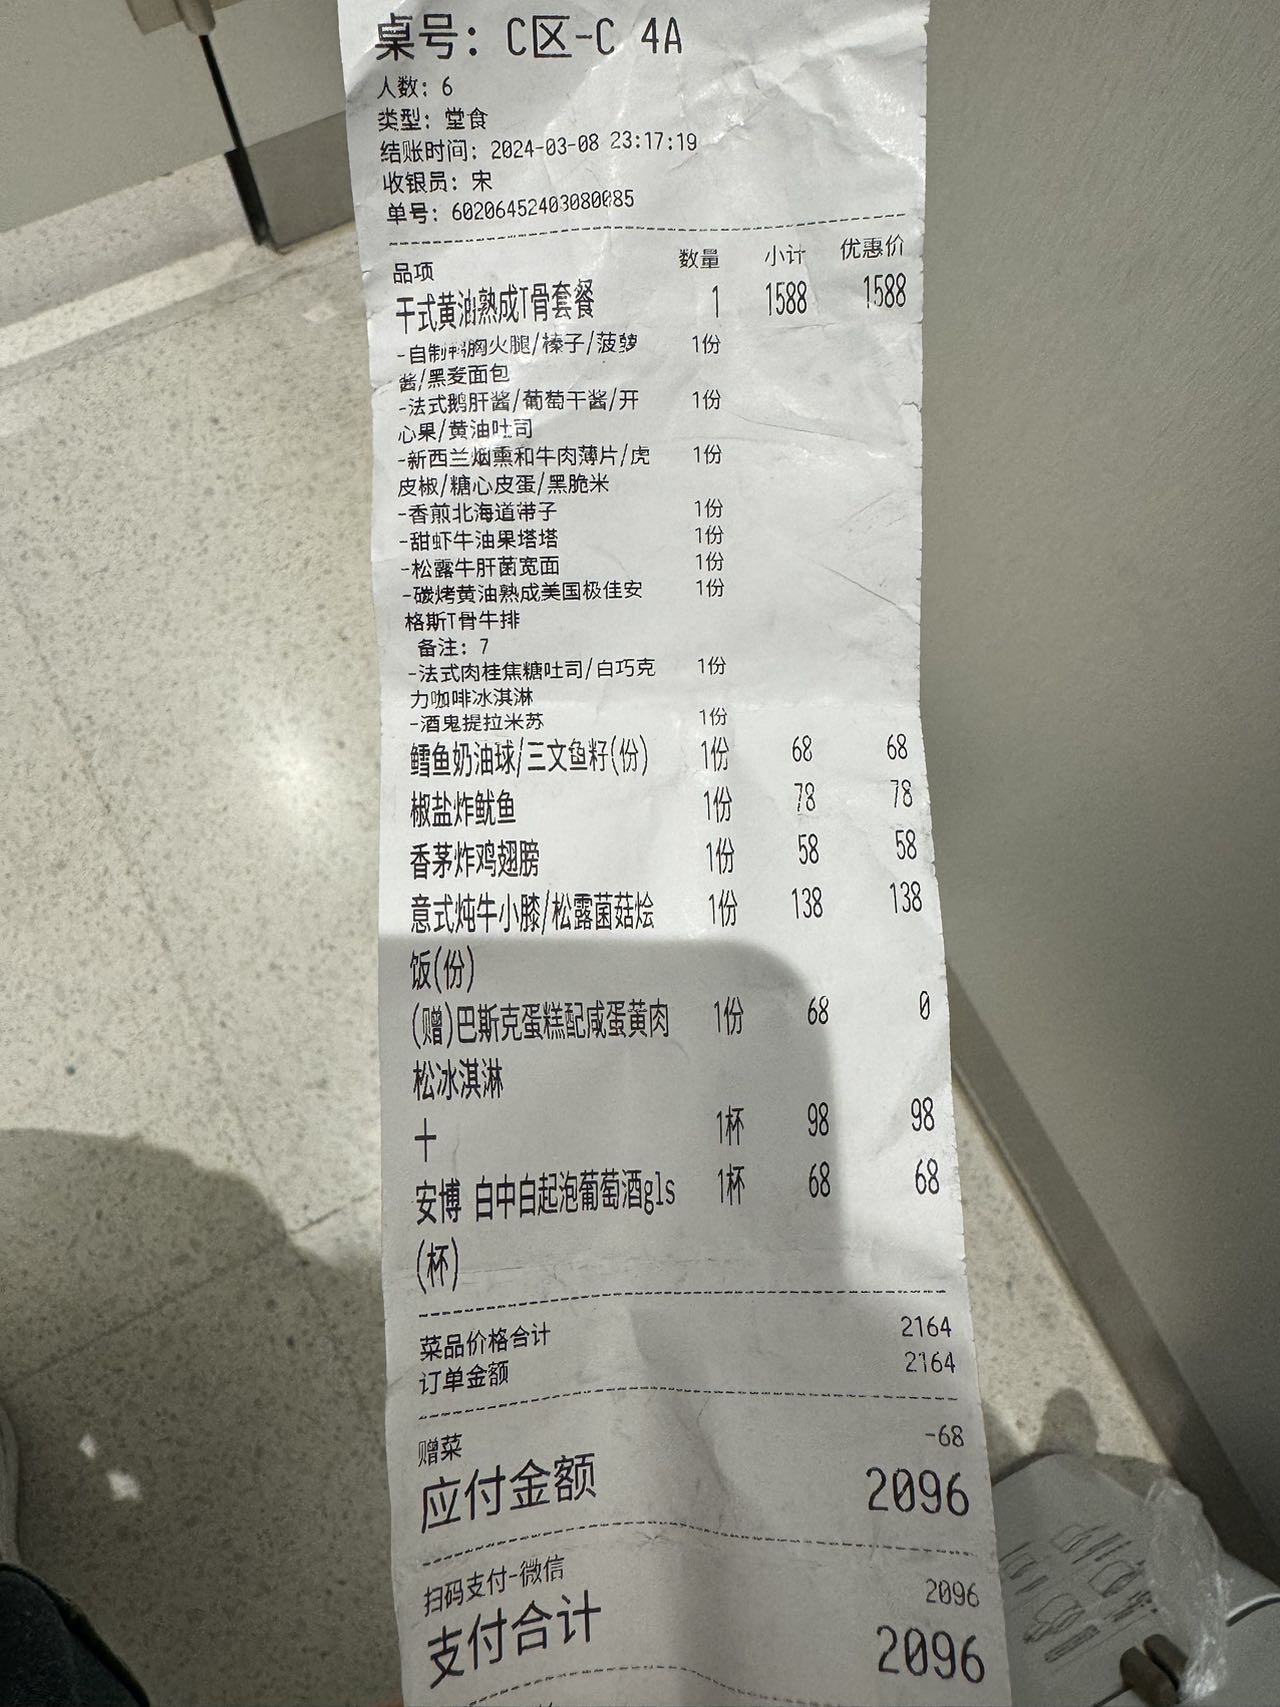 桌号: C区-C 4A
人数: 6
类型: 堂食
结账时间: 2024-03-08 23:17:19
收银员: 宋
单号: 60206452403080085
品项 数量 小计 优惠价
干式黄油熟成T骨套餐 1 1588 1588
-自制鸭胸火腿/榛子/菠萝 1份
酱/黑麦面包
-法式鹅肝酱/葡萄干酱/开 1份
心果/黄油吐司
-新西兰烟熏和牛肉薄片/虎 1份
皮椒/糖心皮蛋/黑脆米
-香煎北海道带子 1份
-甜虾牛油果塔塔 1份
-松露牛肝菌宽面 1份
-碳烤黄油熟成美国极佳安 1份
格斯T骨牛排
备注: 7
-法式肉桂焦糖吐司/白巧克 1份
力咖啡冰淇淋
-酒鬼提拉米苏 1份
鳕鱼奶油球/三文鱼籽(份) 1份 68 68
椒盐炸鱿鱼 1份 78 78
香茅炸鸡翅膀 1份 58 58
意式炖牛小膝/松露菌菇烩 1份 138 138
饭(份)
(赠)巴斯克蛋糕配咸蛋黄肉 1份 68 0
松冰淇淋
十 1杯 98 98
安博 白中白起泡葡萄酒gls 1杯 68 68
(杯)
菜品价格合计 2164
订单金额 2164
赠菜 -68
应付金额 2096
扫码支付-微信 2096
支付合计 2096